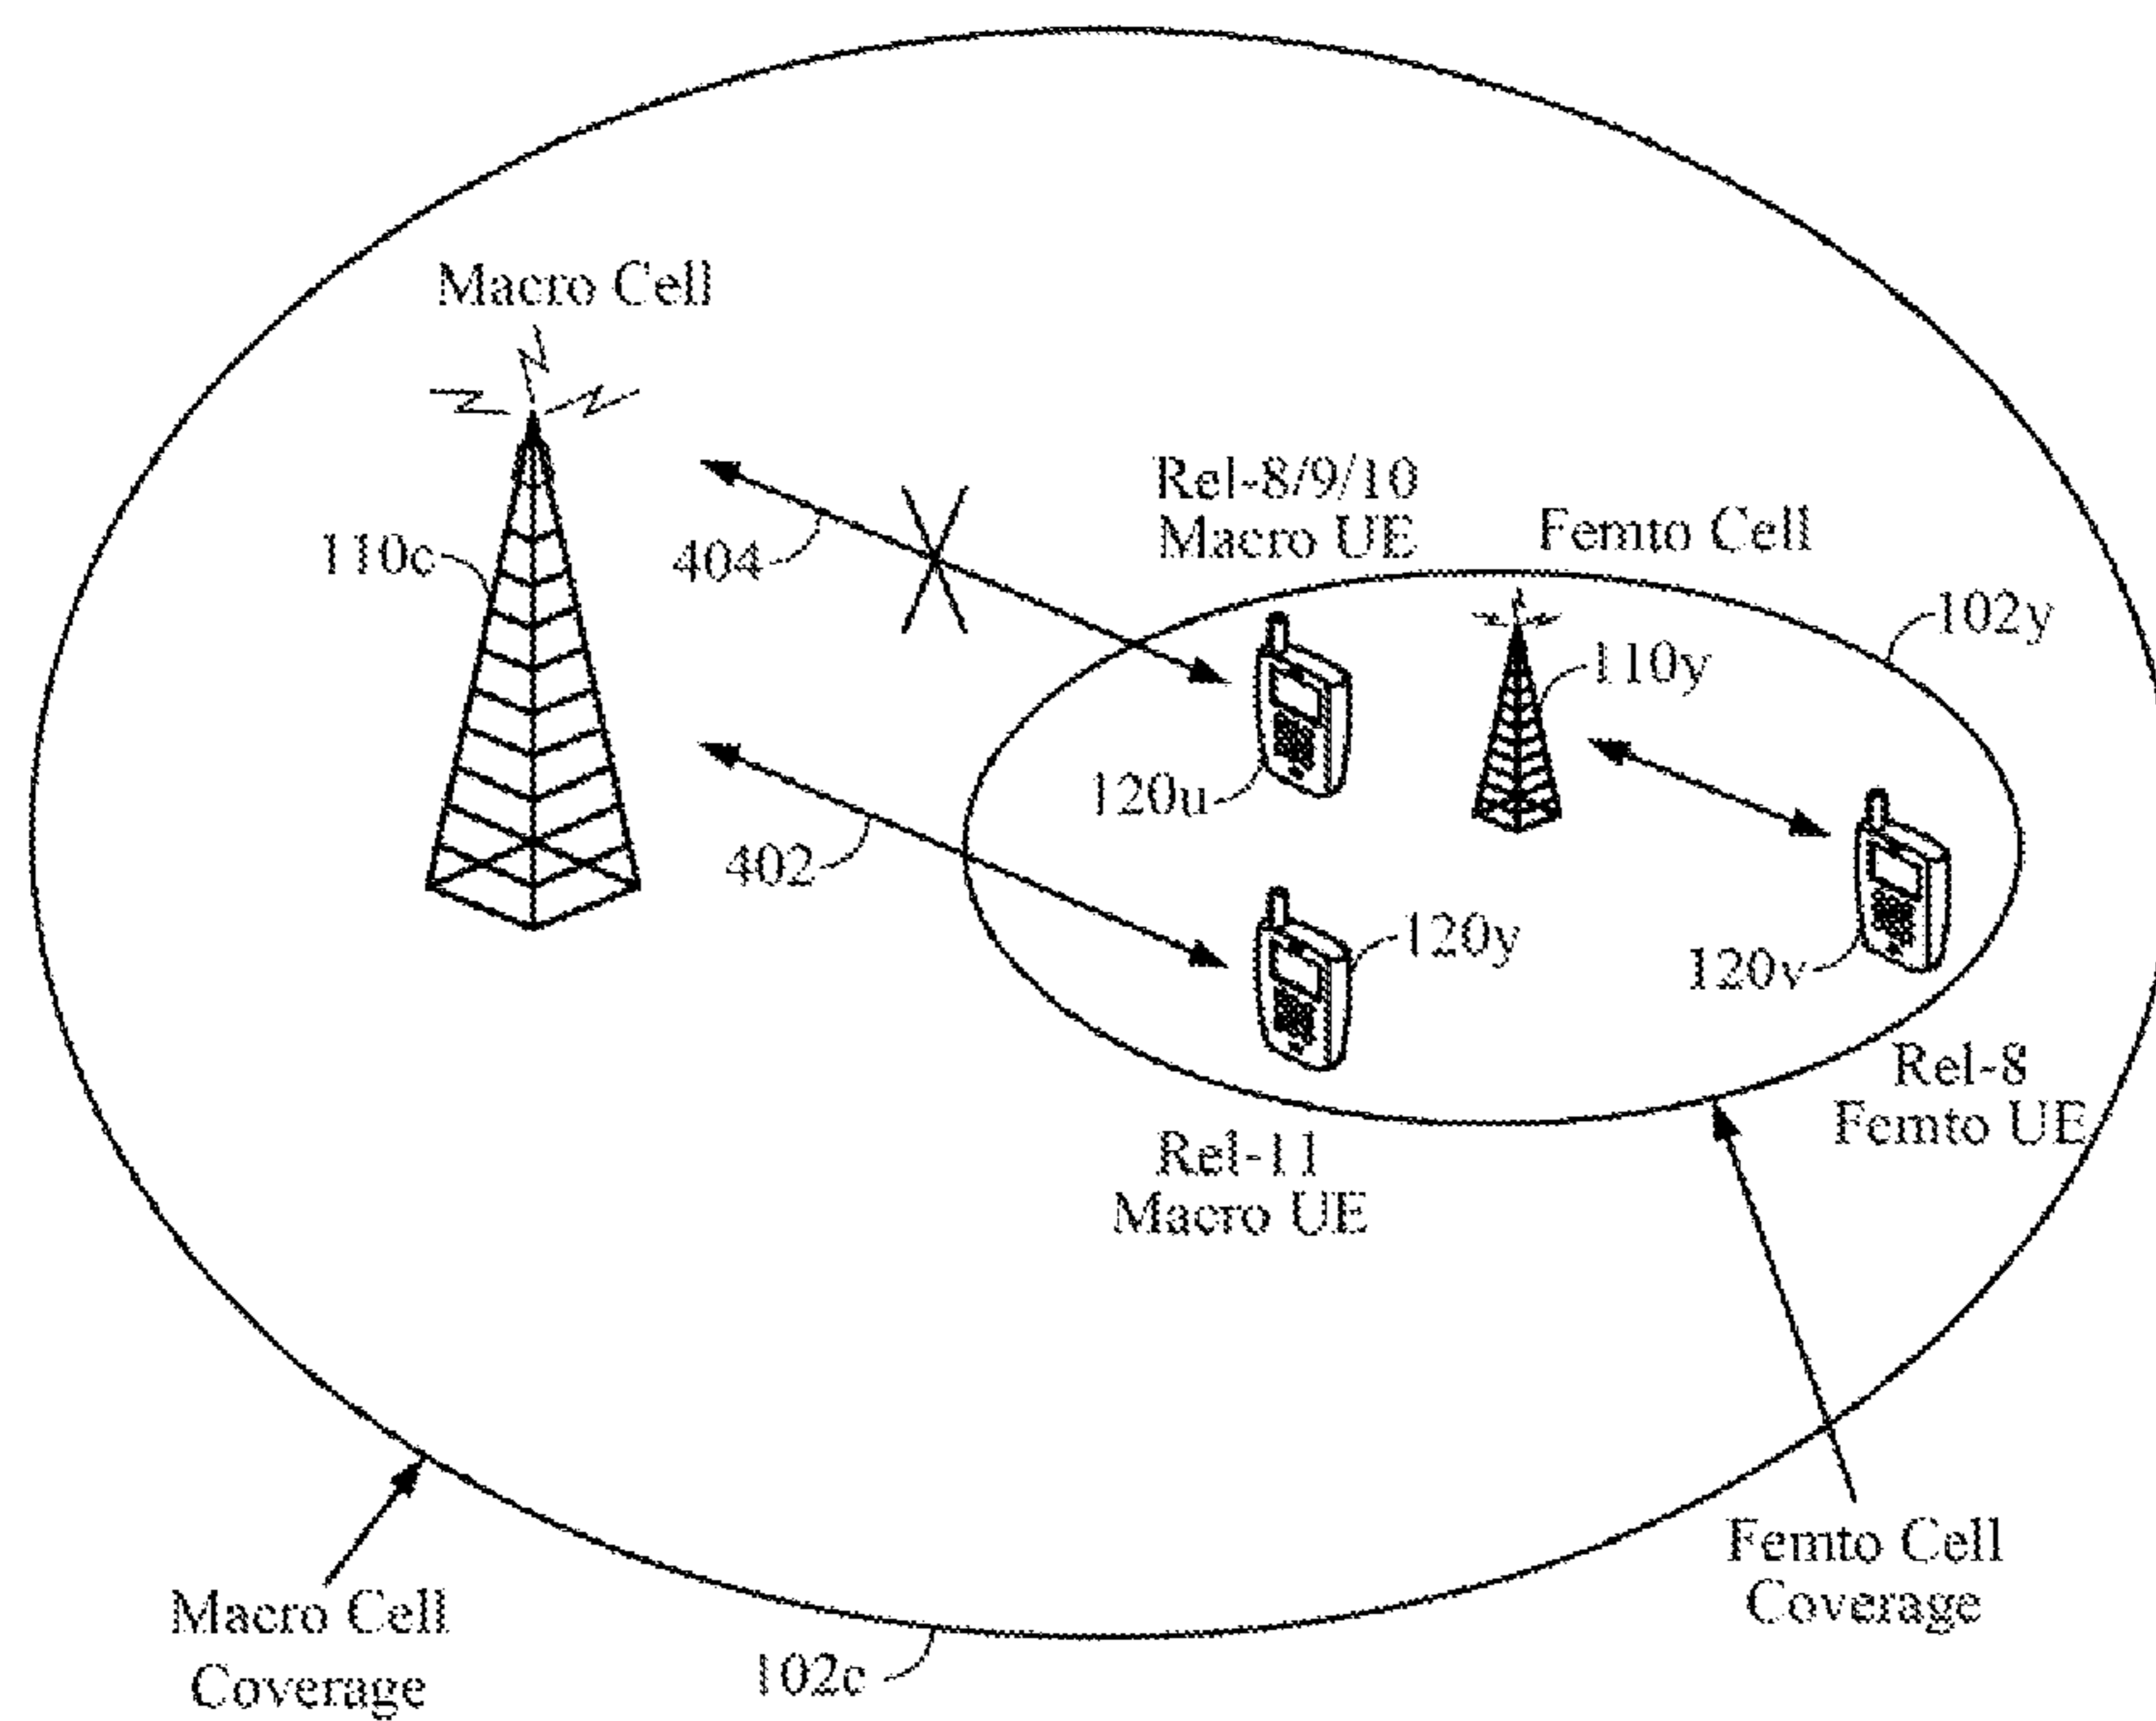 Macro Cell
110c
404
Rel-8/9/10
Macro UE
Femto Cell
102y
110y
120u
402
120y
120v
Rel-8
Femto UE
Rel-11
Macro UE
Femto Cell
Coverage
Macro Cell
Coverage
102c